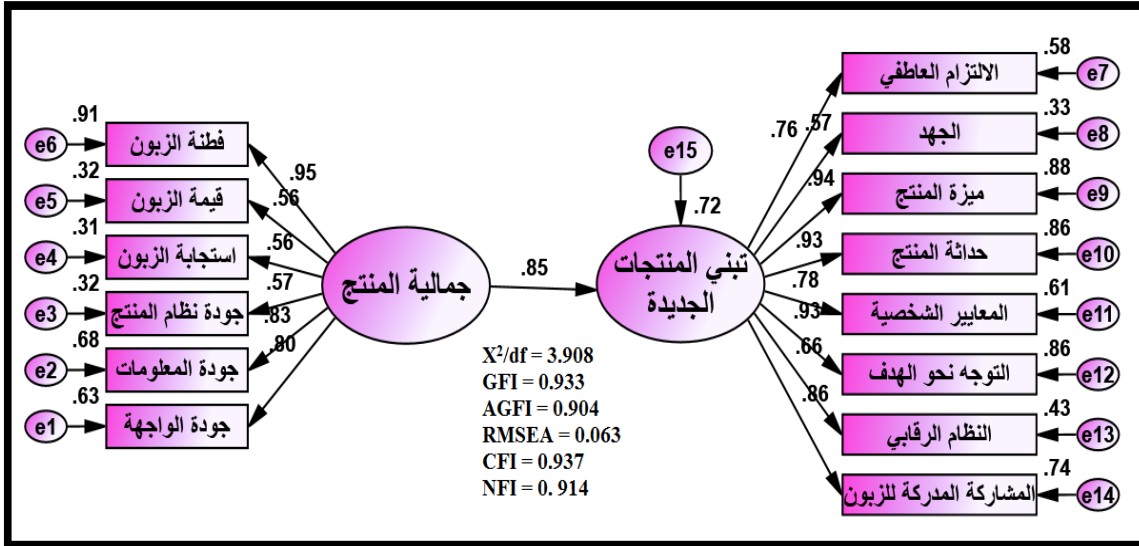 .91
e6
فطنة الزبون
.95
.32
e5
قيمة الزبون
.56
.31
e4
استجابة الزبون
.56
.32
e3
جودة نظام المنتج
.57
.68
e2
جودة المعلومات
.83
.63
e1
جودة الواجهة
.80
جمالية المنتج
.85
e15
.72
تبني المنتجات
الجديدة
X²/df = 3.908
GFI = 0.933
AGFI = 0.904
RMSEA = 0.063
CFI = 0.937
NFI = 0. 914
.76
الالتزام العاطفي
.58
e7
.57
الجهد
.33
e8
.94
ميزة المنتج
.88
e9
.93
حداثة المنتج
.86
e10
.78
المعايير الشخصية
.61
e11
.93
التوجه نحو الهدف
.86
e12
.66
النظام الرقابي
.43
e13
.86
المشاركة المدركة للزبون
.74
e14